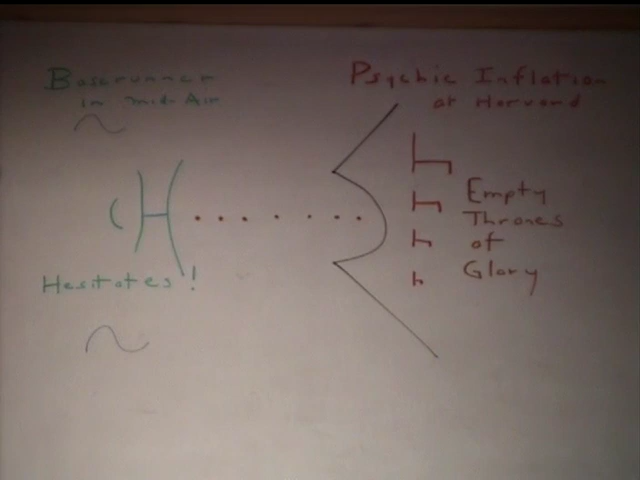 Baserunner
in mid-Air
Hesitates!
Psychic Inflation
at Harvard
Empty
Thrones
of
Glory